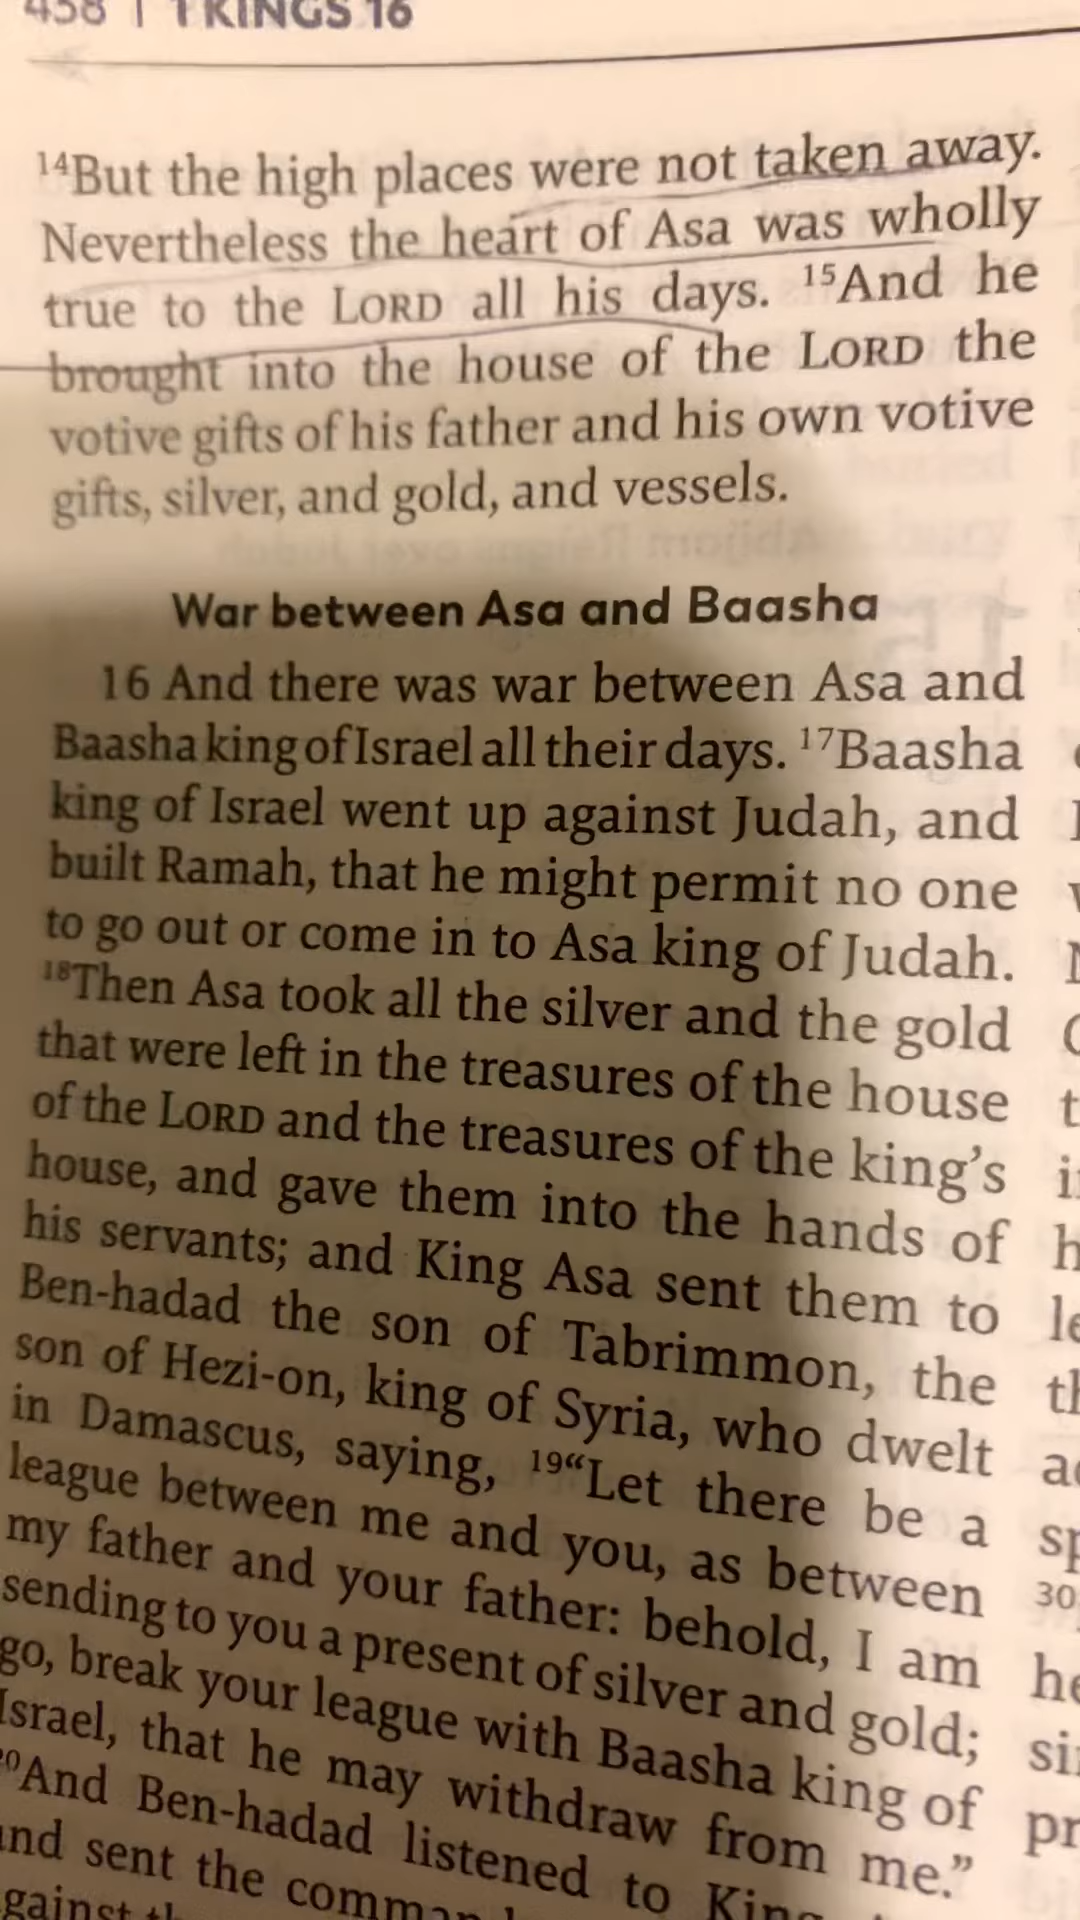 438 | 1 KINGS 16
¹⁴But the high places were not taken away.
Nevertheless the heart of Asa was wholly
true to the LORD all his days. ¹⁵And he
brought into the house of the LORD the
votive gifts of his father and his own votive
gifts, silver, and gold, and vessels.
War between Asa and Baasha
16 And there was war between Asa and
Baasha king of Israel all their days. ¹⁷Baasha
king of Israel went up against Judah, and
built Ramah, that he might permit no one
to go out or come in to Asa king of Judah.
¹⁸Then Asa took all the silver and the gold
that were left in the treasures of the house
of the LORD and the treasures of the king’s
house, and gave them into the hands of
his servants; and King Asa sent them to
Ben-hadad the son of Tabrimmon, the
son of Hezi-on, king of Syria, who dwelt
in Damascus, saying, ¹⁹“Let there be a
league between me and you, as between
my father and your father: behold, I am
sending to you a present of silver and gold;
go, break your league with Baasha king of
Israel, that he may withdraw from me.”
²⁰And Ben-hadad listened to King
and sent the
30